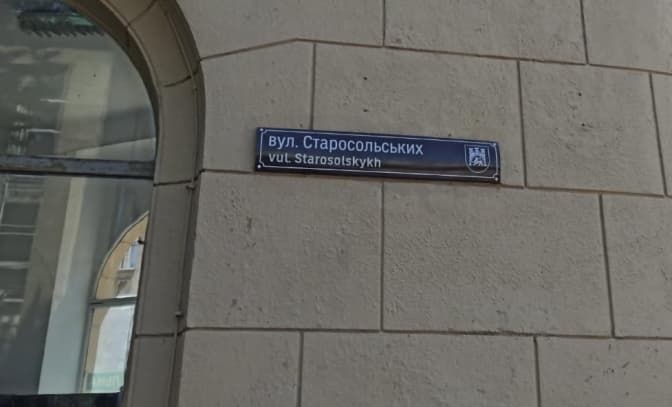 вул. Старосольських
vul. Starosolskykh